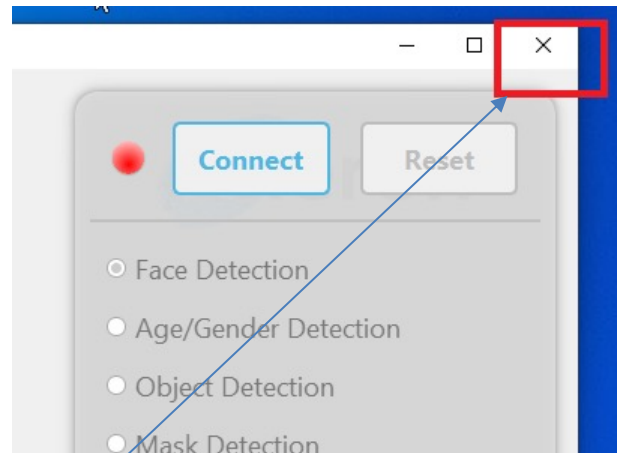 Connect
Reset
Face Detection
Age/Gender Detection
Object Detection
Mask Detection